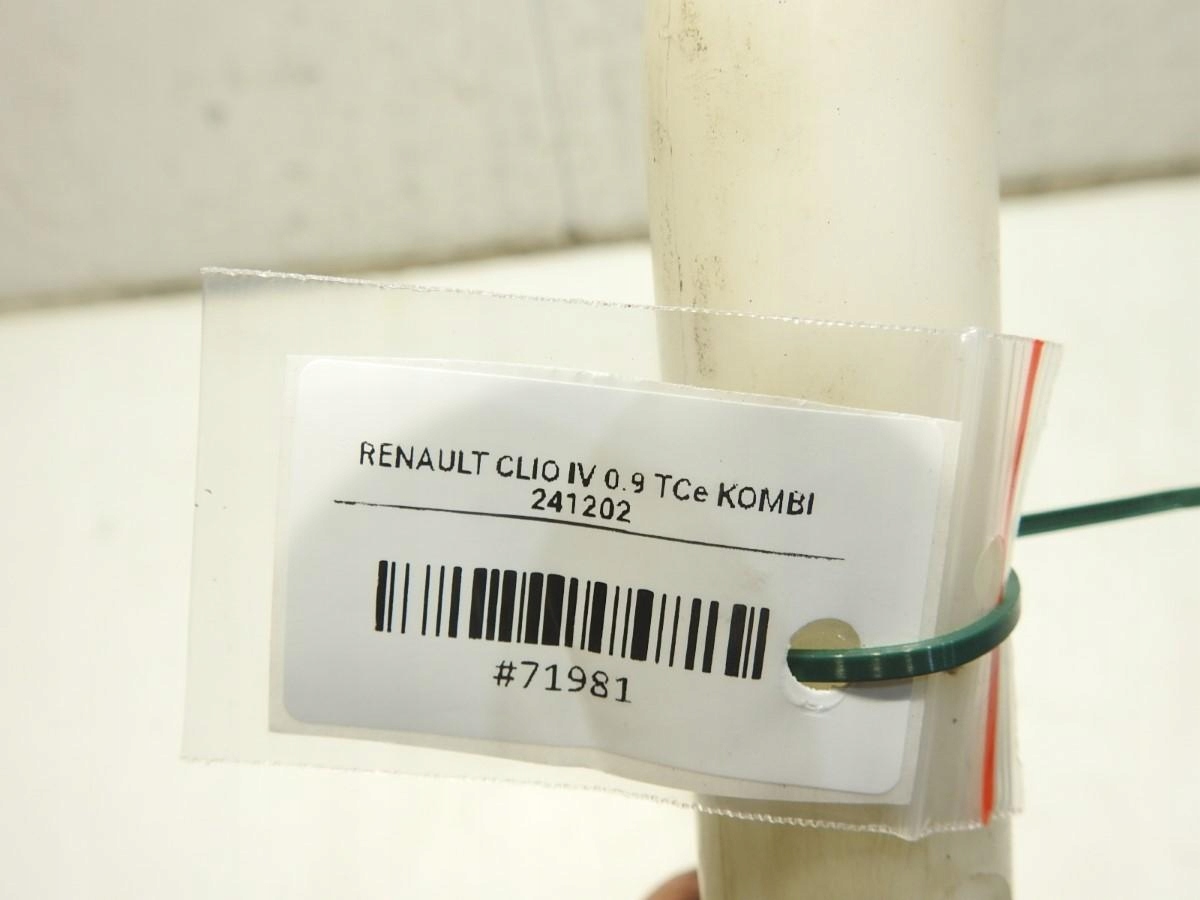 RENAULT CLIO IV 0.9 TCe KOMBI
241202
#71981